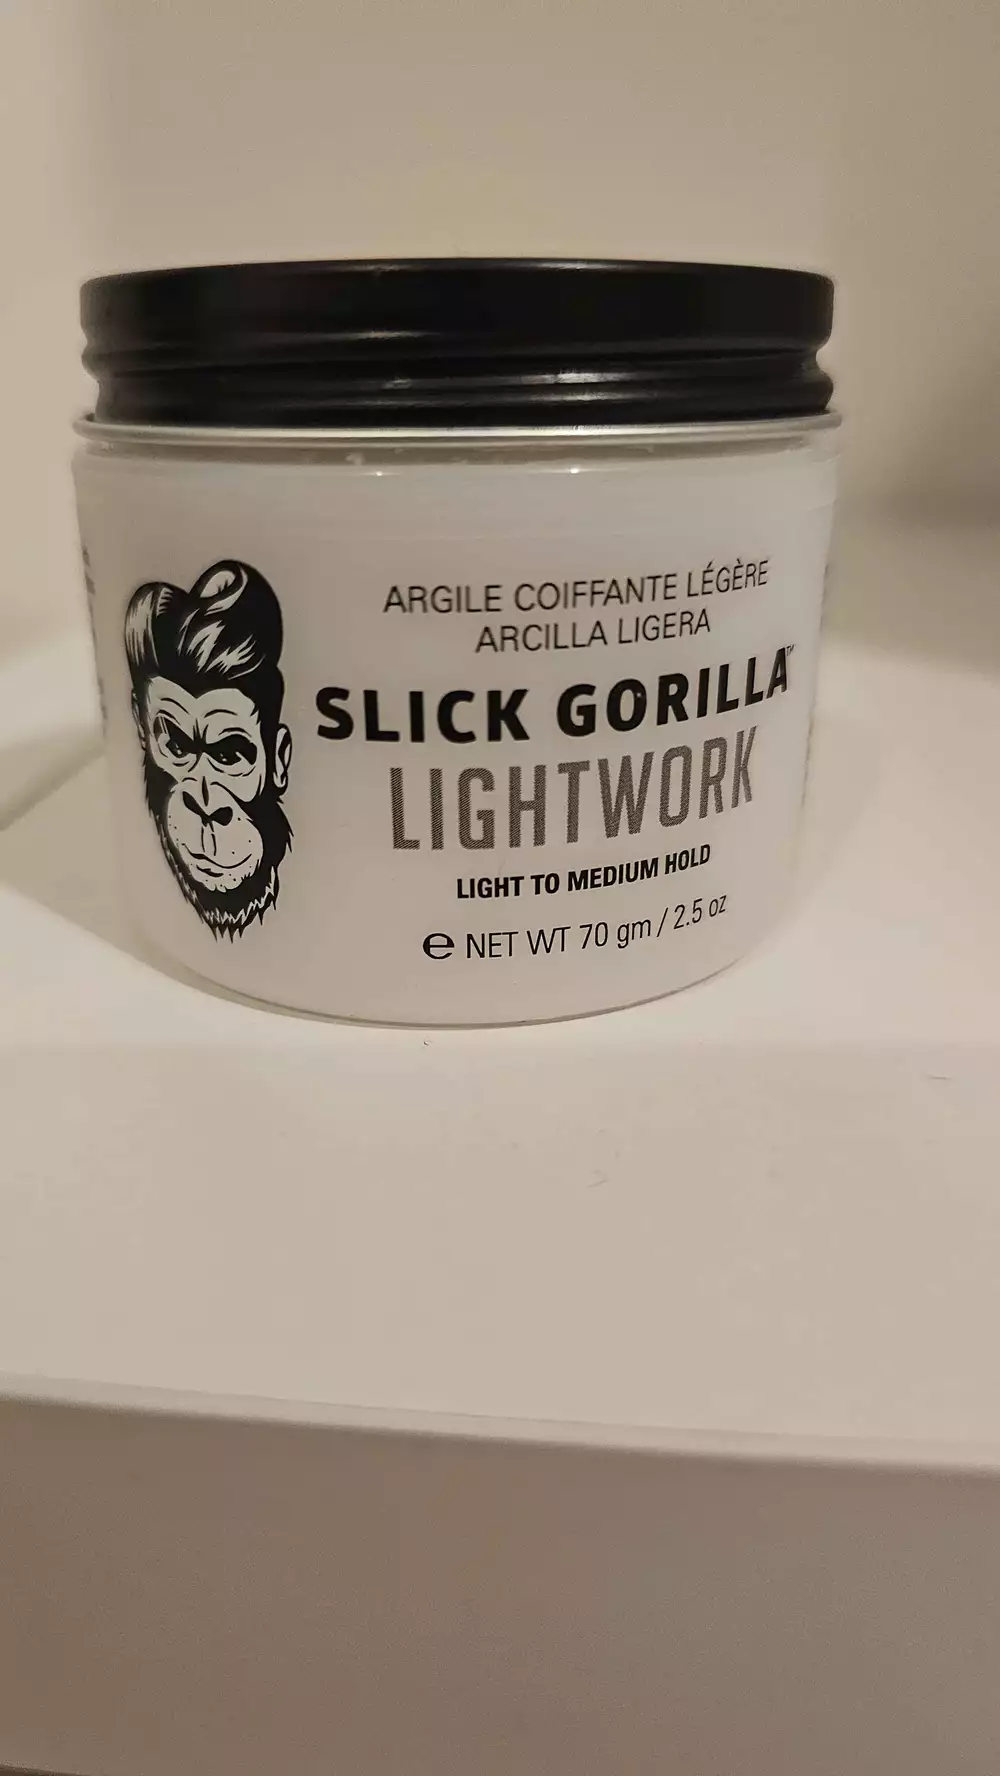 ARGILE COIFFANTE LÉGÈRE
ARCILLA LIGERA
SLICK GORILLA™
LIGHTWORK
LIGHT TO MEDIUM HOLD
℮ NET WT 70 gm / 2.5 oz